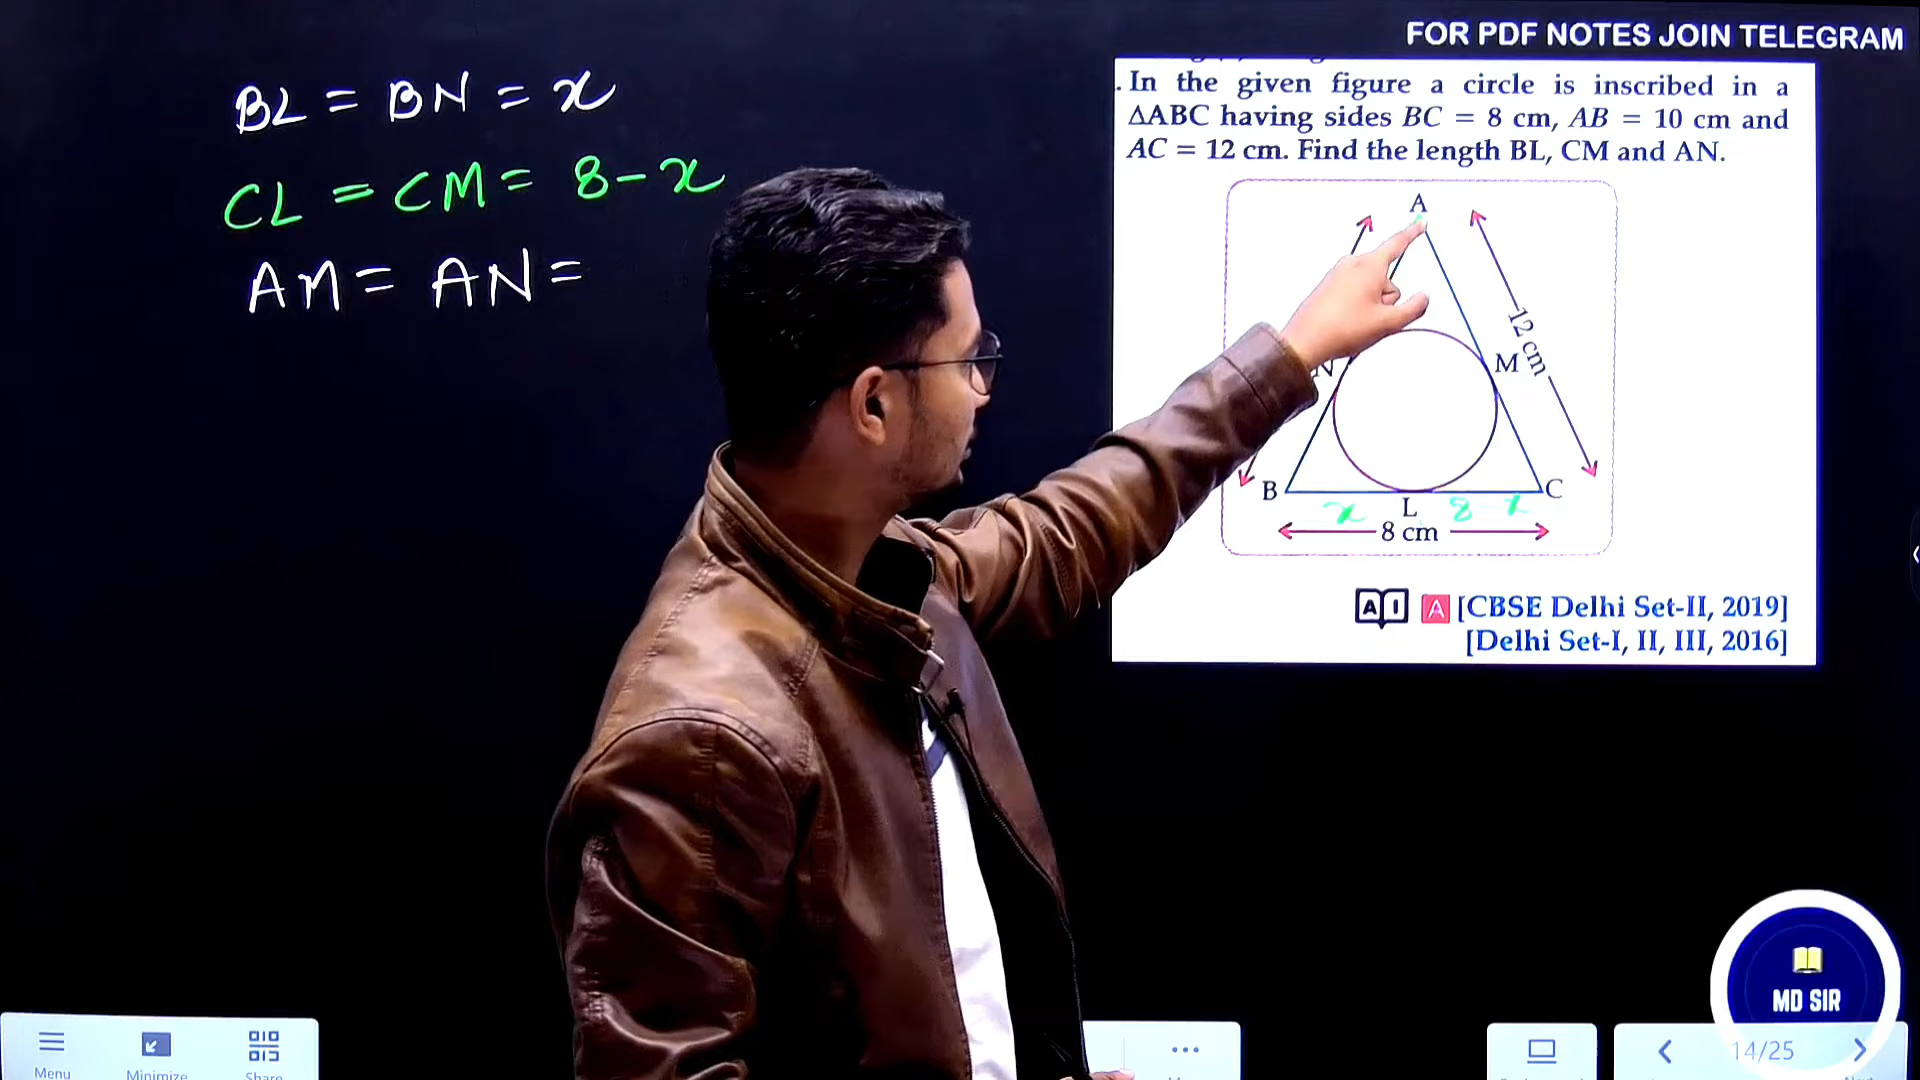 FOR PDF NOTES JOIN TELEGRAM
BL = BN = x
CL = CM = 8-x
AM = AN =
. In the given figure a circle is inscribed in a
ΔABC having sides BC = 8 cm, AB = 10 cm and
AC = 12 cm. Find the length BL, CM and AN.
A
12 cm
N
M
B
C
x
L
8-x
8 cm
AI A [CBSE Delhi Set-II, 2019]
[Delhi Set-I, II, III, 2016]
MD SIR
Menu
Minimize
Share
14/25